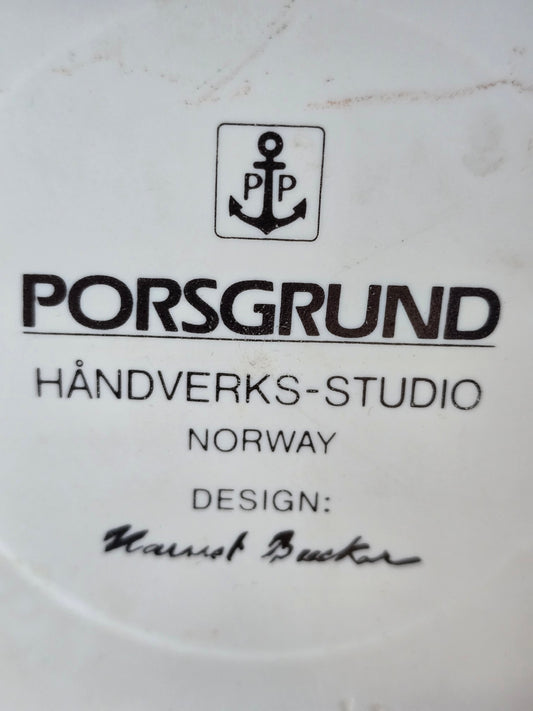 P P
PORSGRUND
HÅNDVERKS-STUDIO
NORWAY
DESIGN: